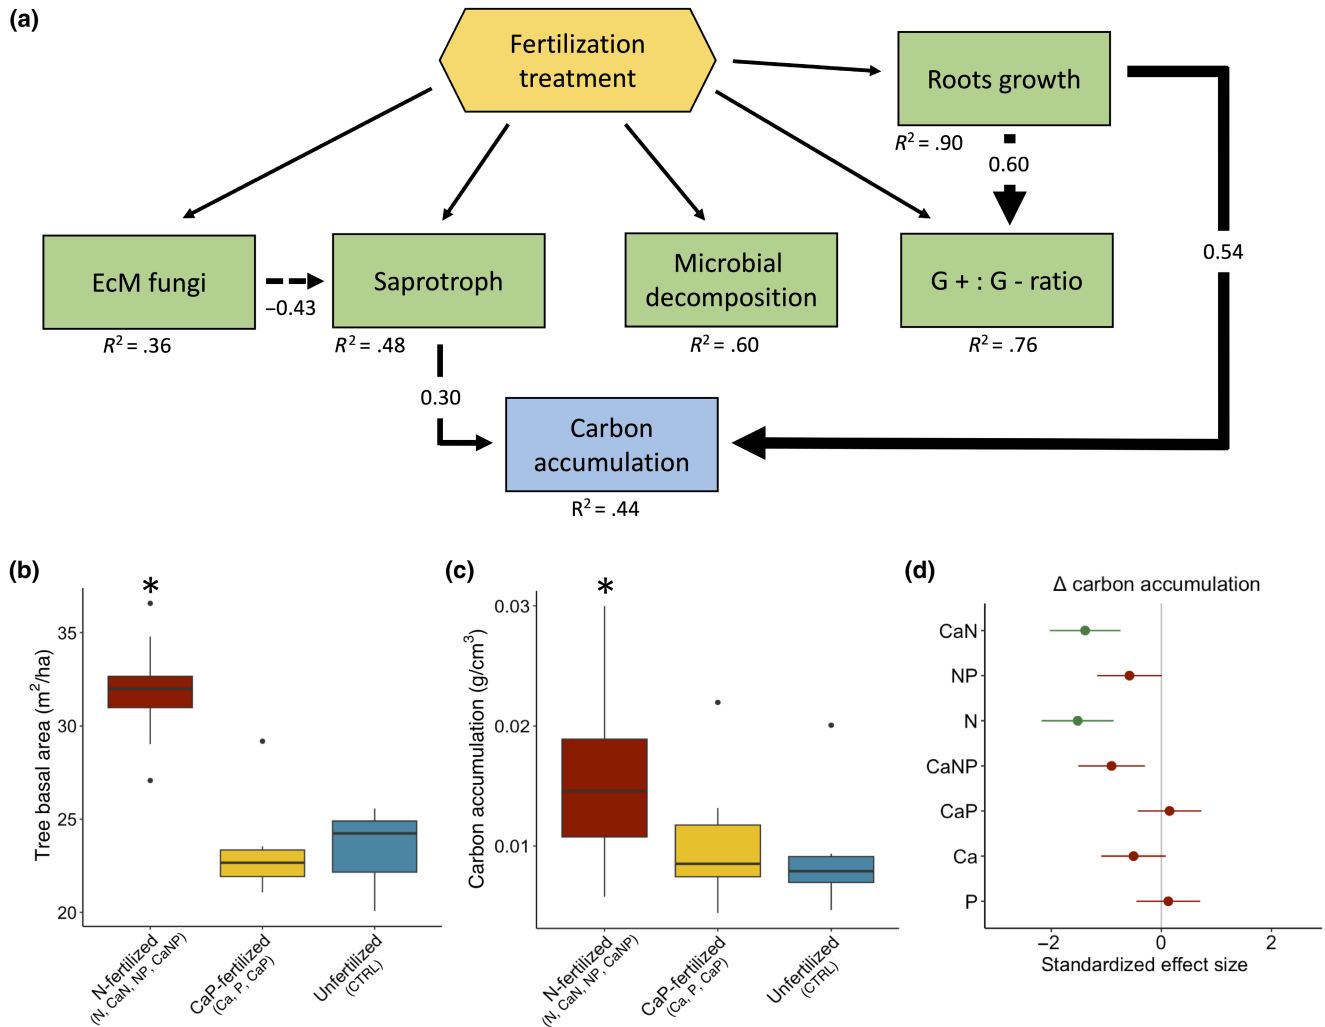 (a)
Fertilization
treatment
Roots growth
R² = .90
0.60
0.54
EcM fungi
−0.43
Saprotroph
Microbial
decomposition
G + : G - ratio
R² = .36
R² = .48
R² = .60
R² = .76
0.30
Carbon
accumulation
R² = .44
(b)
*
Tree basal area (m²/ha)
35
30
25
20
N-fertilized
(N, CaN, NP, CaNP)
CaP-fertilized
(Ca, P, CaP)
Unfertilized
(CTRL)
(c)
*
Carbon accumulation (g/cm³)
0.03
0.02
0.01
N-fertilized
(N, CaN, NP, CaNP)
CaP-fertilized
(Ca, P, CaP)
Unfertilized
(CTRL)
(d)
Δ carbon accumulation
CaN
NP
N
CaNP
CaP
Ca
P
−2
0
2
Standardized effect size